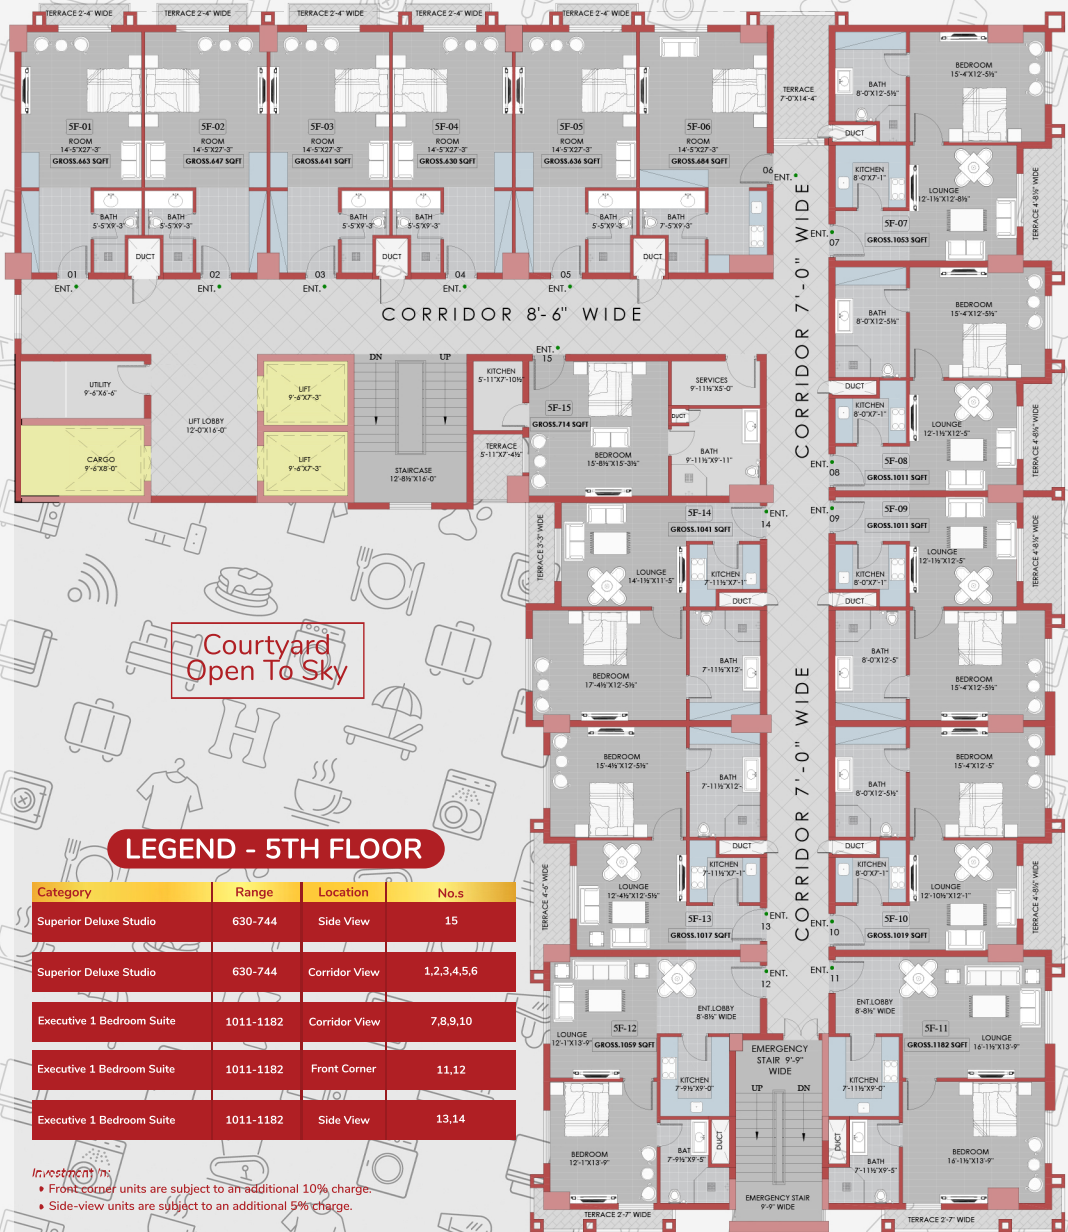 TERRACE 2'-4" WIDE
TERRACE 2'-4" WIDE
TERRACE 2'-4" WIDE
TERRACE 2'-4" WIDE
TERRACE 2'-4" WIDE
5F-01
ROOM
14'-5"X27'-3"
GROSS.663 SQFT
5F-02
ROOM
14'-5"X27'-3"
GROSS.647 SQFT
5F-03
ROOM
14'-5"X27'-3"
GROSS.641 SQFT
5F-04
ROOM
14'-5"X27'-3"
GROSS.630 SQFT
5F-05
ROOM
14'-5"X27'-3"
GROSS.636 SQFT
5F-06
ROOM
14'-5"X27'-3"
GROSS.684 SQFT
TERRACE
7'-0"X14'-4"
BATH
5'-5"X9'-3"
BATH
5'-5"X9'-3"
BATH
5'-5"X9'-3"
BATH
5'-5"X9'-3"
BATH
5'-5"X9'-3"
BATH
7'-5"X9'-3"
DUCT
DUCT
DUCT
01
ENT.
02
ENT.
03
ENT.
04
ENT.
05
ENT.
06
ENT.
CORRIDOR 8'-6" WIDE
CORRIDOR 7'-0" WIDE
BATH
8'-0"X12'-5½"
BEDROOM
15'-4"X12'-5½"
DUCT
KITCHEN
8'-0"X7'-1"
LOUNGE
12'-1½"X12'-8½"
5F-07
GROSS.1053 SQFT
TERRACE 4'-8½" WIDE
ENT.
07
BATH
8'-0"X12'-5½"
BEDROOM
15'-4"X12'-5½"
DUCT
KITCHEN
8'-0"X7'-1"
LOUNGE
12'-1½"X12'-5"
5F-08
GROSS.1011 SQFT
TERRACE 4'-8½" WIDE
ENT.
08
UTILITY
9'-6"X6'-6"
CARGO
9'-6"X8'-0"
LIFT LOBBY
12'-0"X16'-0"
LIFT
9'-6"X7'-3"
LIFT
9'-6"X7'-3"
DN
UP
STAIRCASE
12'-8½"X16'-0"
KITCHEN
5'-11"X7'-10½"
TERRACE
5'-11"X7'-4½"
ENT.
15
5F-15
GROSS.714 SQFT
BEDROOM
15'-8½"X15'-3½"
SERVICES
9'-11½"X5'-0"
DUCT
BATH
9'-11½"X9'-11"
5F-14
GROSS.1041 SQFT
ENT.
14
TERRACE 3'-3" WIDE
LOUNGE
14'-1½"X11'-5"
KITCHEN
7'-11½"X7'-1"
DUCT
BEDROOM
17'-4½"X12'-5½"
BATH
7'-11½"X12'-
ENT.
09
5F-09
GROSS.1011 SQFT
LOUNGE
12'-1½"X12'-5"
KITCHEN
8'-0"X7'-1"
TERRACE 4'-8½" WIDE
DUCT
BATH
8'-0"X12'-5"
BEDROOM
15'-4"X12'-5½"
CORRIDOR 7'-0" WIDE
Courtyard
Open To Sky
BEDROOM
15'-4½"X12'-5½"
BATH
7'-11½"X12'-
DUCT
KITCHEN
7'-11½"X7'-1"
LOUNGE
12'-4½"X12'-5½"
5F-13
GROSS.1017 SQFT
TERRACE 4'-6" WIDE
ENT.
13
BATH
8'-0"X12'-5½"
BEDROOM
15'-4"X12'-5"
DUCT
KITCHEN
8'-0"X7'-1"
LOUNGE
12'-10½"X12'-1"
5F-10
GROSS.1019 SQFT
TERRACE 4'-8½" WIDE
ENT.
10
ENT.
12
ENT.
11
5F-12
GROSS.1059 SQFT
LOUNGE
12'-1"X13'-9"
ENT.LOBBY
8'-8½" WIDE
KITCHEN
7'-9½"X9'-0"
BEDROOM
12'-1"X13'-9"
BATH
7'-9½"X9'-5"
DUCT
EMERGENCY
STAIR 9'-9"
WIDE
UP
DN
EMERGENCY STAIR
9'-9" WIDE
ENT.LOBBY
8'-8½" WIDE
5F-11
GROSS.1182 SQFT
LOUNGE
16'-1½"X13'-9"
KITCHEN
7'-11½"X9'-0"
DUCT
BATH
7'-11½"X9'-5"
BEDROOM
16'-1½"X13'-9"
TERRACE 2'-7" WIDE
TERRACE 2'-7" WIDE
LEGEND - 5TH FLOOR
Category Range Location No.s
Superior Deluxe Studio 630-744 Side View 15
Superior Deluxe Studio 630-744 Corridor View 1,2,3,4,5,6
Executive 1 Bedroom Suite 1011-1182 Corridor View 7,8,9,10
Executive 1 Bedroom Suite 1011-1182 Front Corner 11,12
Executive 1 Bedroom Suite 1011-1182 Side View 13,14
Investment In:
• Front corner units are subject to an additional 10% charge.
• Side-view units are subject to an additional 5% charge.